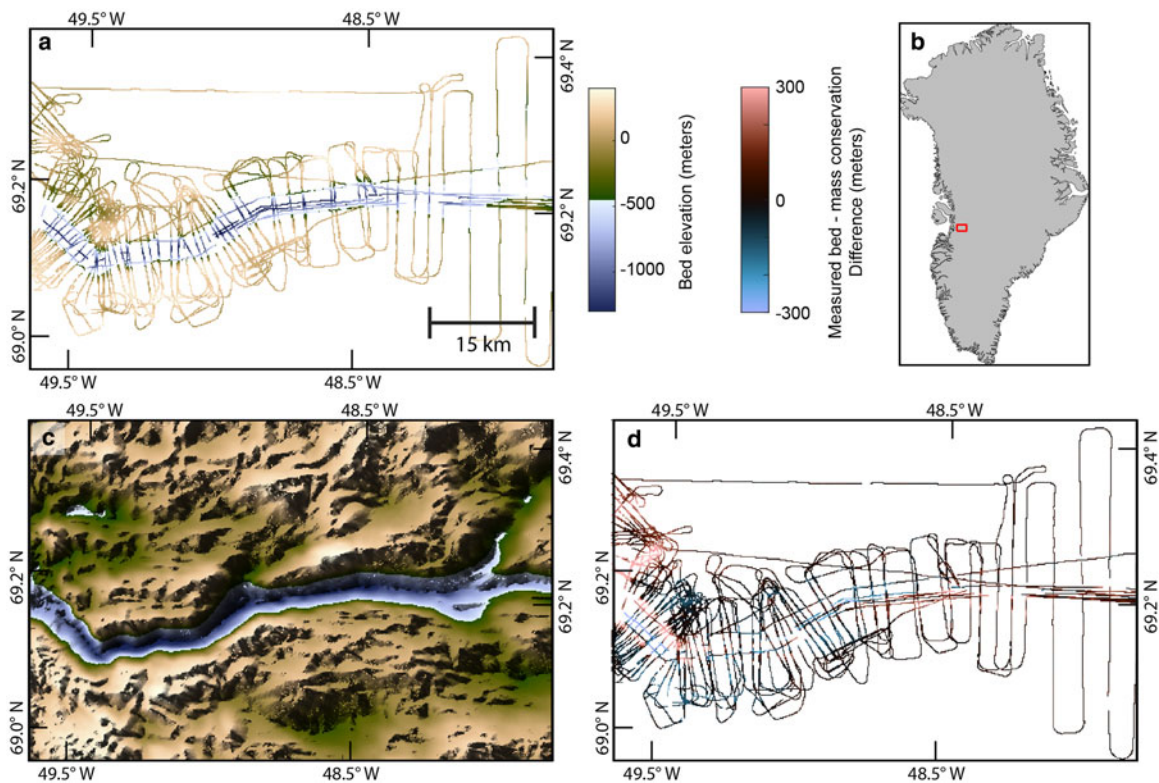 49.5° W
48.5° W
a
69.4° N
69.2° N
69.2° N
69.0° N
15 km
49.5° W
48.5° W
0
-500
-1000
Bed elevation (meters)
300
0
-300
Measured bed - mass conservation
Difference (meters)
b
49.5° W
48.5° W
c
69.4° N
69.2° N
69.2° N
69.0° N
49.5° W
48.5° W
49.5° W
48.5° W
d
69.4° N
69.2° N
69.2° N
69.0° N
49.5° W
48.5° W